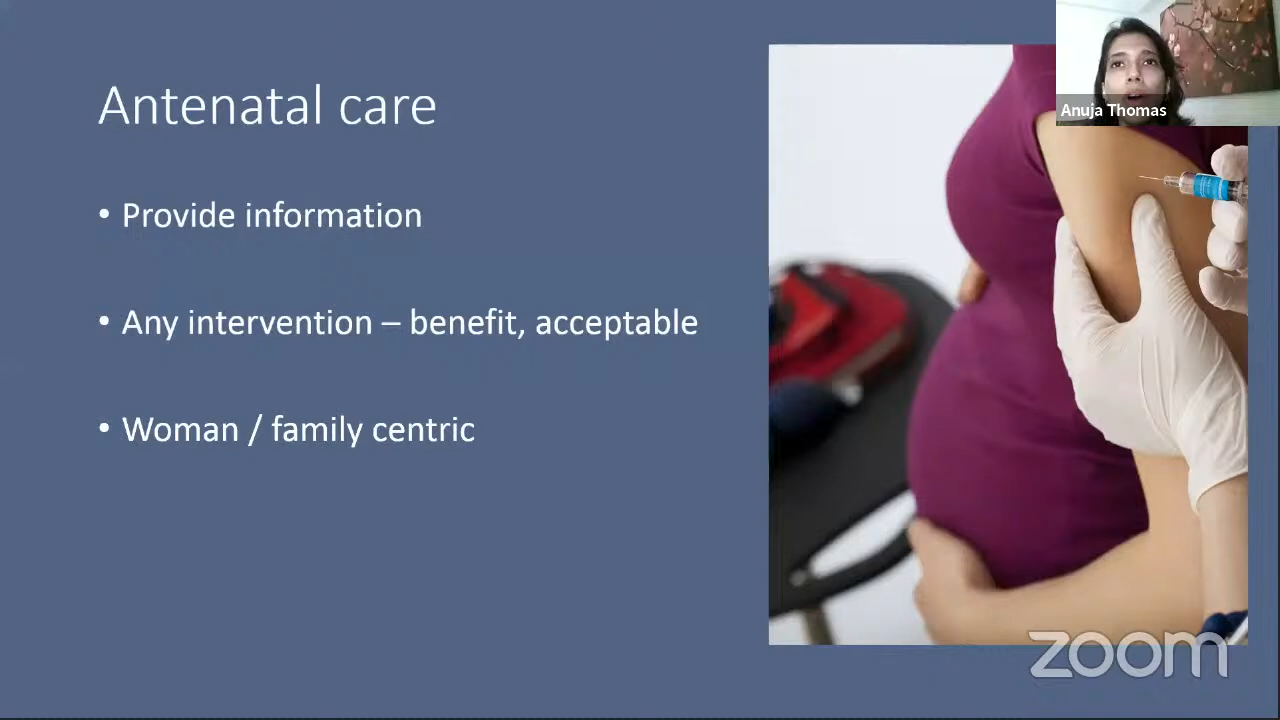 Antenatal care
• Provide information
• Any intervention – benefit, acceptable
• Woman / family centric
Anuja Thomas
zoom